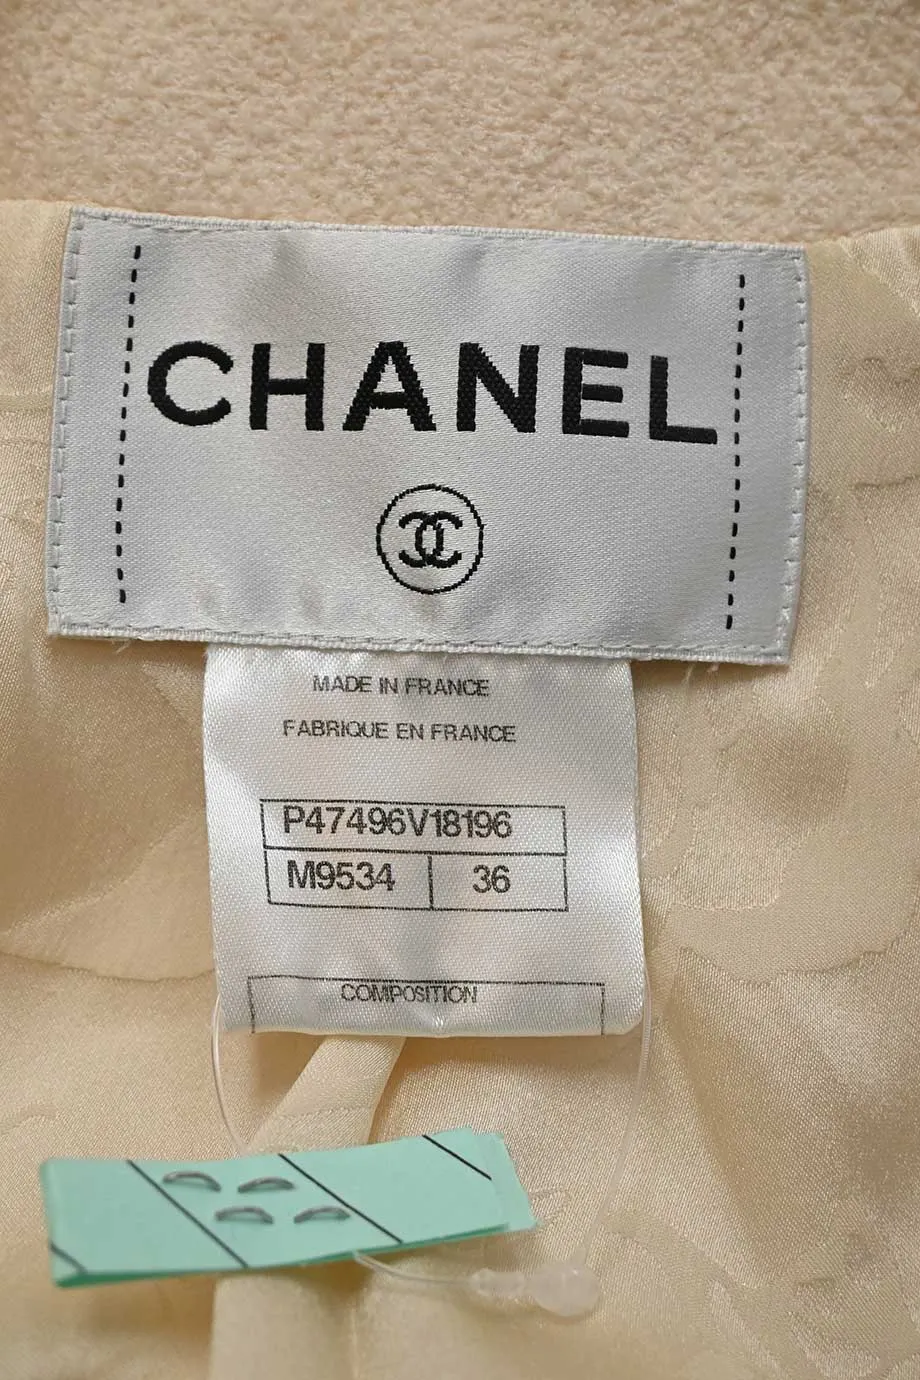 CHANEL
MADE IN FRANCE
FABRIQUE EN FRANCE
P47496V18196
M9534 36
COMPOSITION